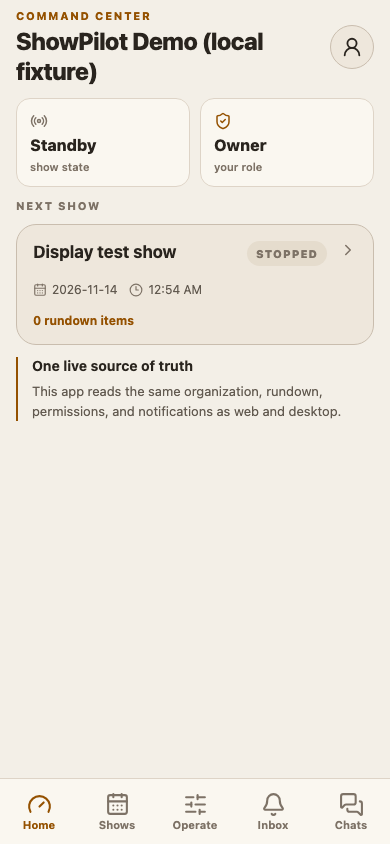 COMMAND CENTER
ShowPilot Demo (local
fixture)
Standby
show state
Owner
your role
NEXT SHOW
Display test show
STOPPED
2026-11-14 12:54 AM
0 rundown items
One live source of truth
This app reads the same organization, rundown,
permissions, and notifications as web and desktop.
Home Shows Operate Inbox Chats